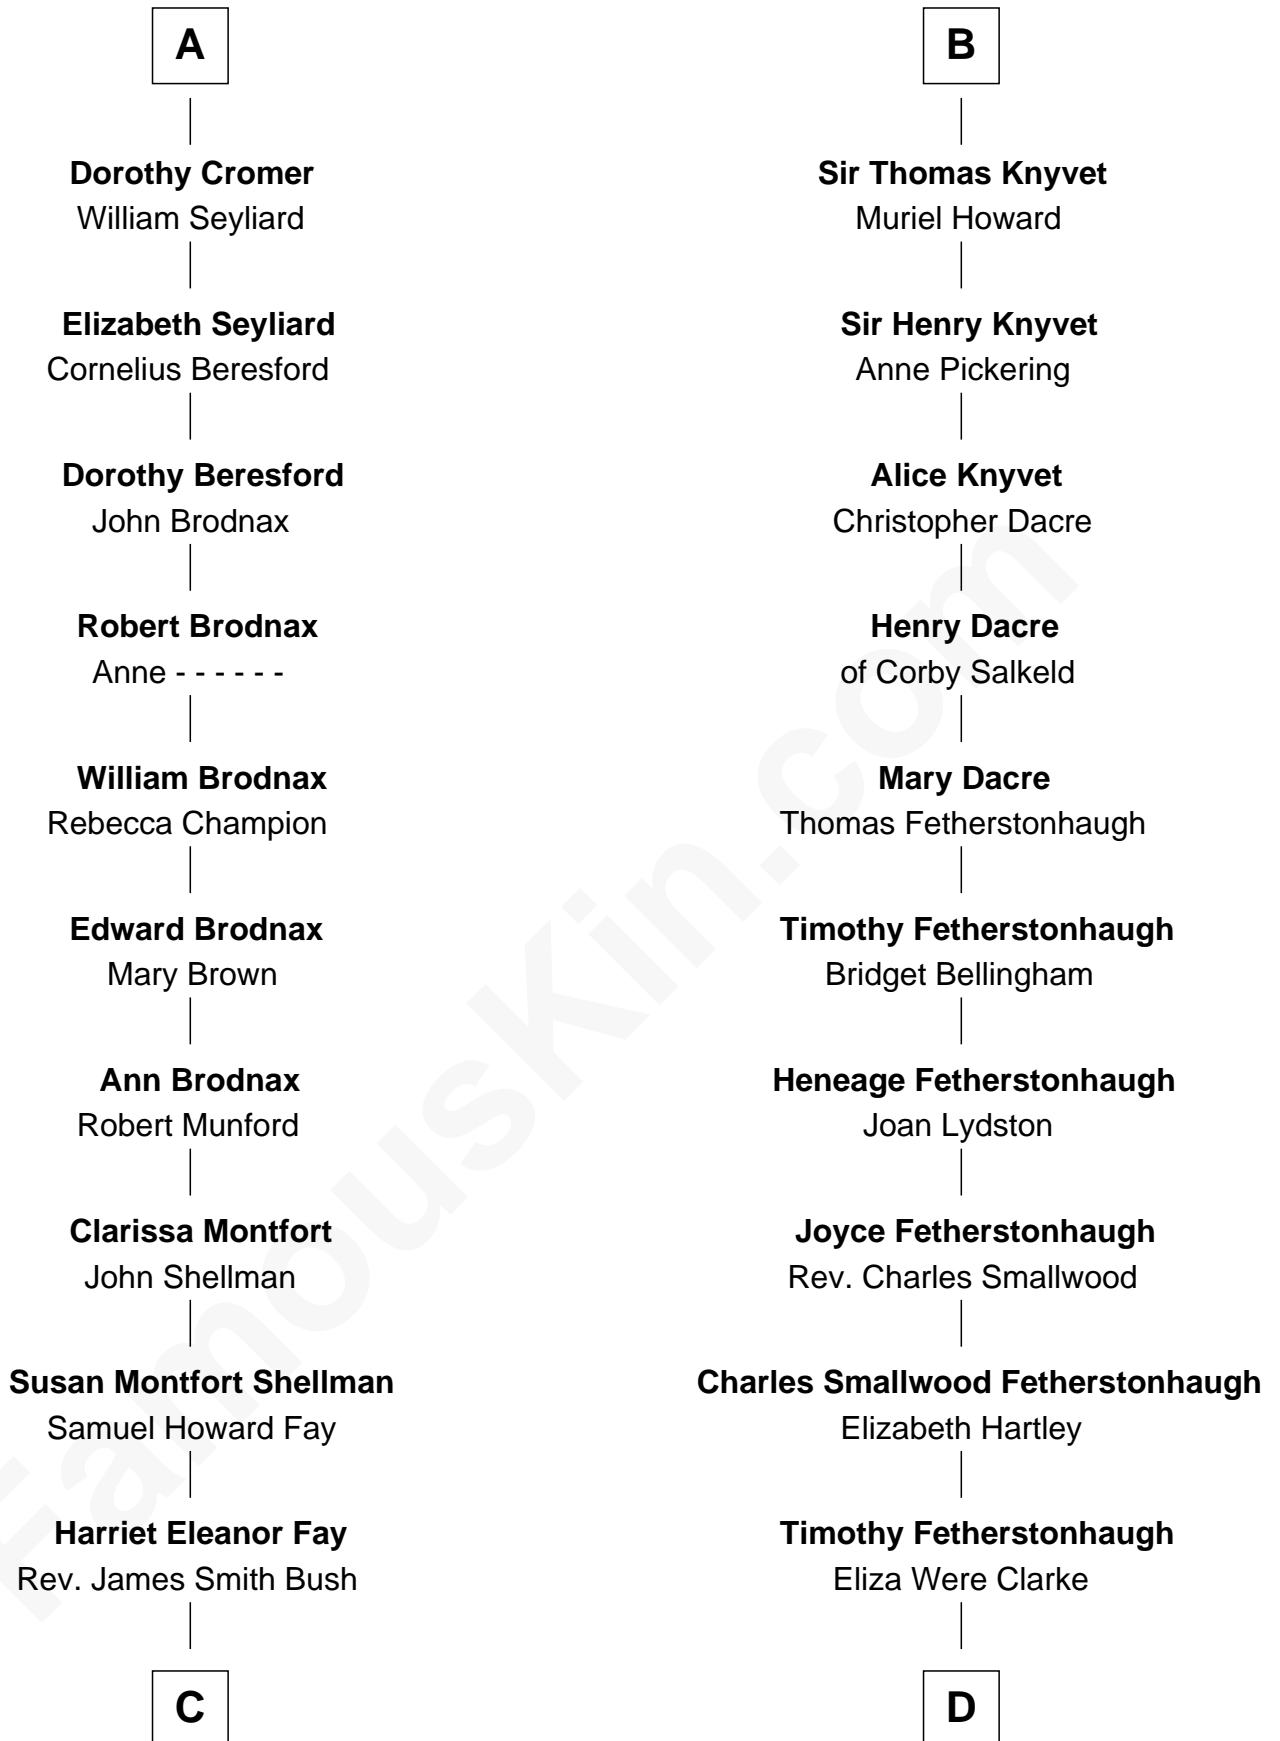 A
Dorothy Cromer
William Seyliard
Elizabeth Seyliard
Cornelius Beresford
Dorothy Beresford
John Brodnax
Robert Brodnax
Anne - - - - - -
William Brodnax
Rebecca Champion
Edward Brodnax
Mary Brown
Ann Brodnax
Robert Munford
Clarissa Montfort
John Shellman
Susan Montfort Shellman
Samuel Howard Fay
Harriet Eleanor Fay
Rev. James Smith Bush
C
B
Sir Thomas Knyvet
Muriel Howard
Sir Henry Knyvet
Anne Pickering
Alice Knyvet
Christopher Dacre
Henry Dacre
of Corby Salkeld
Mary Dacre
Thomas Fetherstonhaugh
Timothy Fetherstonhaugh
Bridget Bellingham
Heneage Fetherstonhaugh
Joan Lydston
Joyce Fetherstonhaugh
Rev. Charles Smallwood
Charles Smallwood Fetherstonhaugh
Elizabeth Hartley
Timothy Fetherstonhaugh
Eliza Were Clarke
D
FamousKin.com